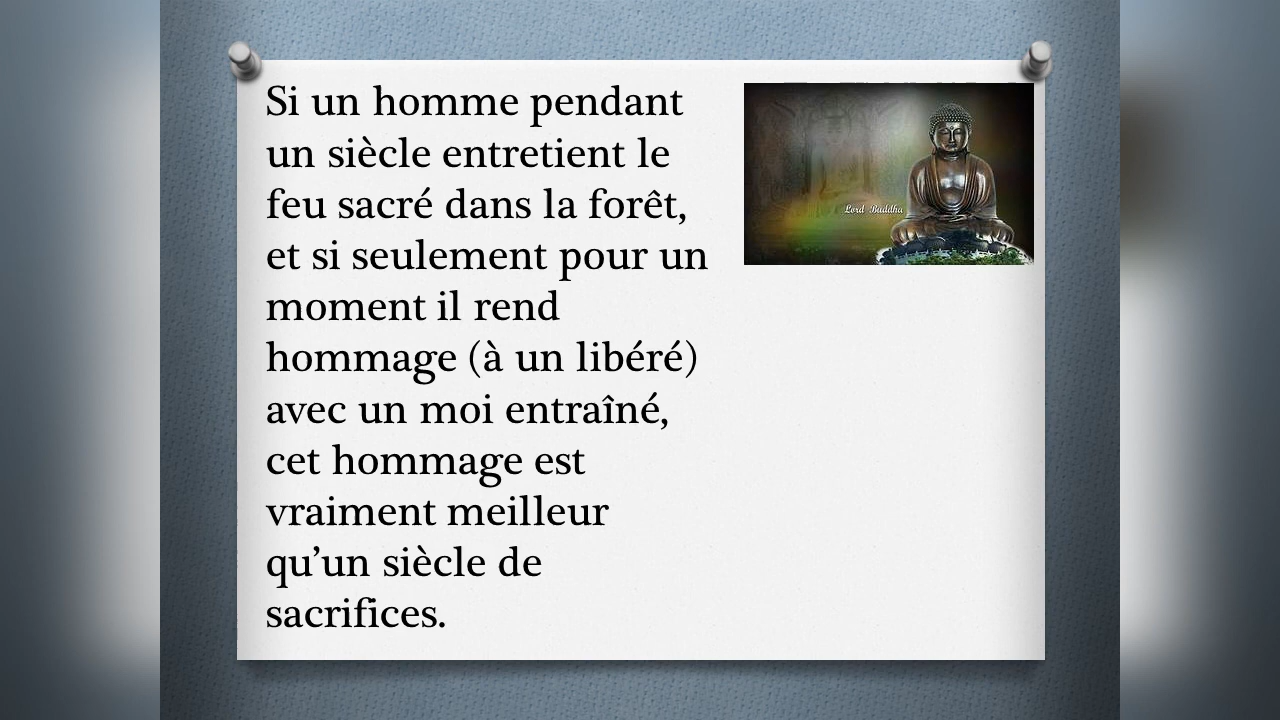 Si un homme pendant
un siècle entretient le
feu sacré dans la forêt,
et si seulement pour un
moment il rend
hommage (à un libéré)
avec un moi entraîné,
cet hommage est
vraiment meilleur
qu’un siècle de
sacrifices.
Lord Buddha